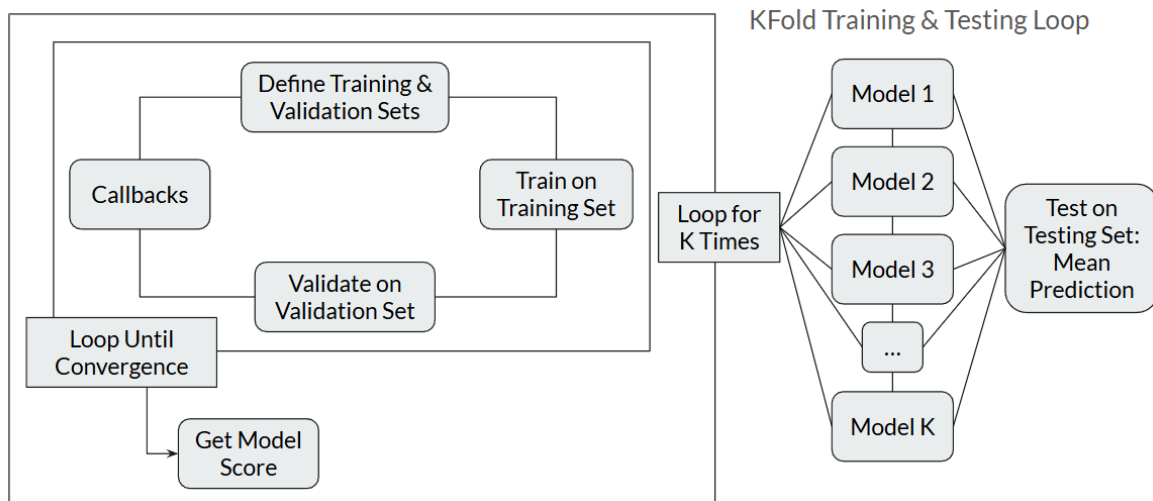 KFold Training & Testing Loop
Define Training &
Validation Sets
Callbacks
Train on
Training Set
Validate on
Validation Set
Loop Until
Convergence
Get Model
Score
Loop for
K Times
Model 1
Model 2
Model 3
...
Model K
Test on
Testing Set:
Mean
Prediction